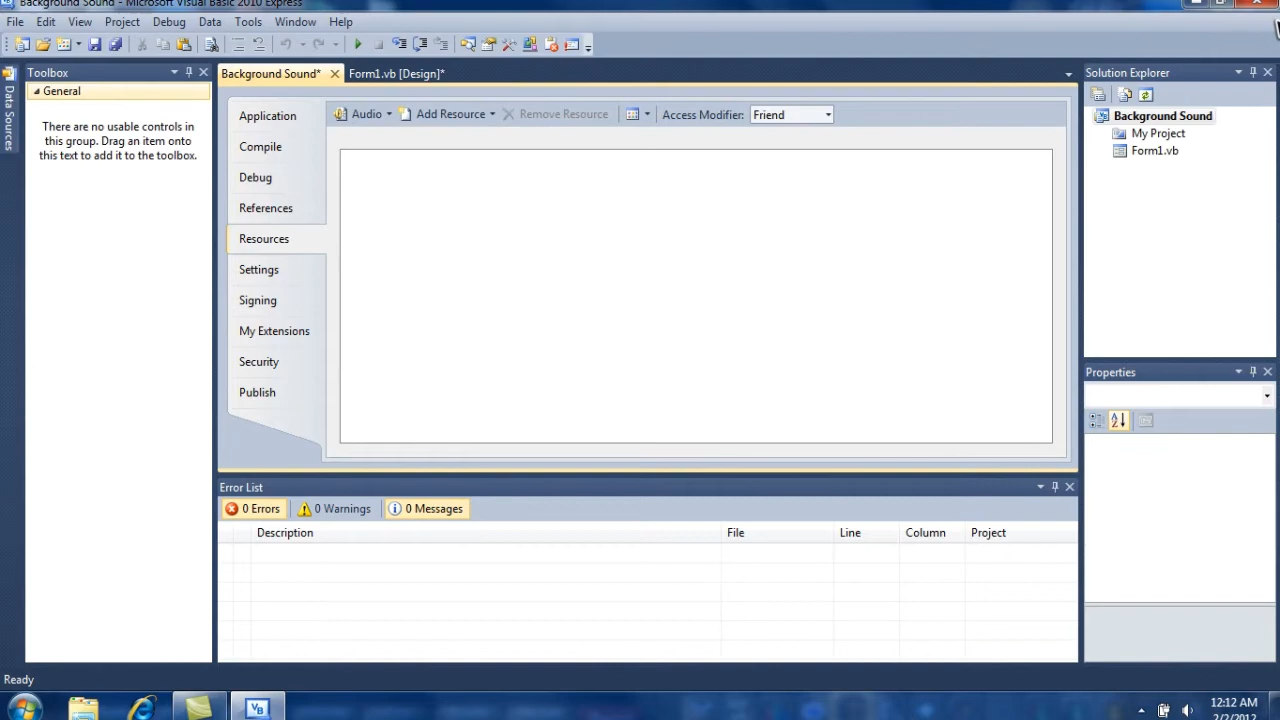 Background Sound - Microsoft Visual Basic 2010 Express
File Edit View Project Debug Data Tools Window Help
Toolbox
Background Sound* Form1.vb [Design]*
Solution Explorer
Data Sources
General
There are no usable controls in
this group. Drag an item onto
this text to add it to the toolbox.
Application
Compile
Debug
References
Resources
Settings
Signing
My Extensions
Security
Publish
Audio Add Resource Remove Resource Access Modifier: Friend
Background Sound
My Project
Form1.vb
Properties
Error List
0 Errors 0 Warnings 0 Messages
Description File Line Column Project
Ready
VB
12:12 AM
2/2/2012